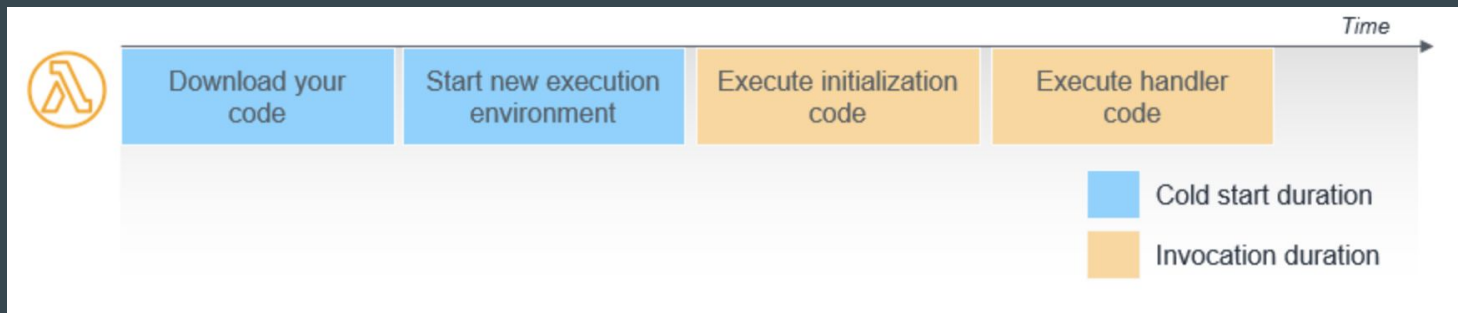 Time
Download your
code
Start new execution
environment
Execute initialization
code
Execute handler
code
Cold start duration
Invocation duration